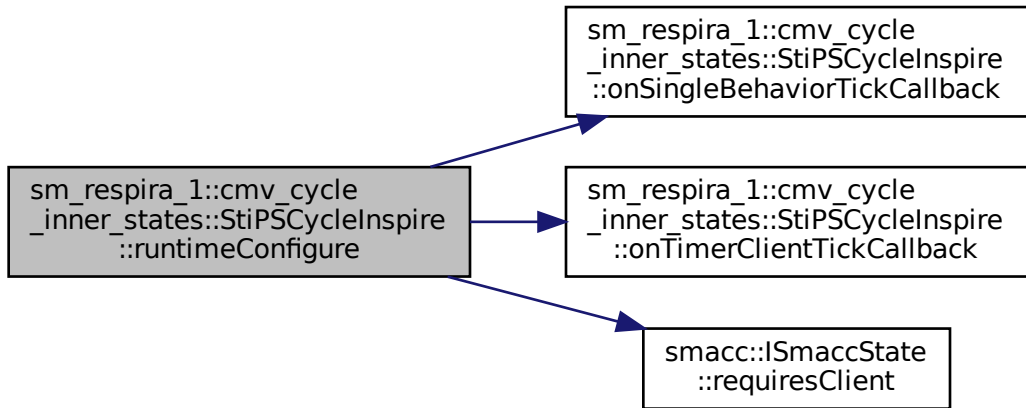 sm_respira_1::cmv_cycle
_inner_states::StiPSCycleInspire
::runtimeConfigure
sm_respira_1::cmv_cycle
_inner_states::StiPSCycleInspire
::onSingleBehaviorTickCallback
sm_respira_1::cmv_cycle
_inner_states::StiPSCycleInspire
::onTimerClientTickCallback
smacc::ISmaccState
::requiresClient